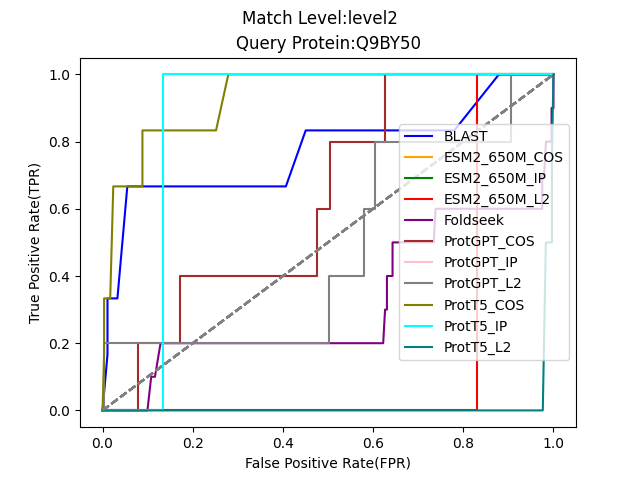 Match Level:level2
Query Protein:Q9BY50
True Positive Rate(TPR)
1.0
0.8
0.6
0.4
0.2
0.0
BLAST
ESM2_650M_COS
ESM2_650M_IP
ESM2_650M_L2
Foldseek
ProtGPT_COS
ProtGPT_IP
ProtGPT_L2
ProtT5_COS
ProtT5_IP
ProtT5_L2
0.0 0.2 0.4 0.6 0.8 1.0
False Positive Rate(FPR)